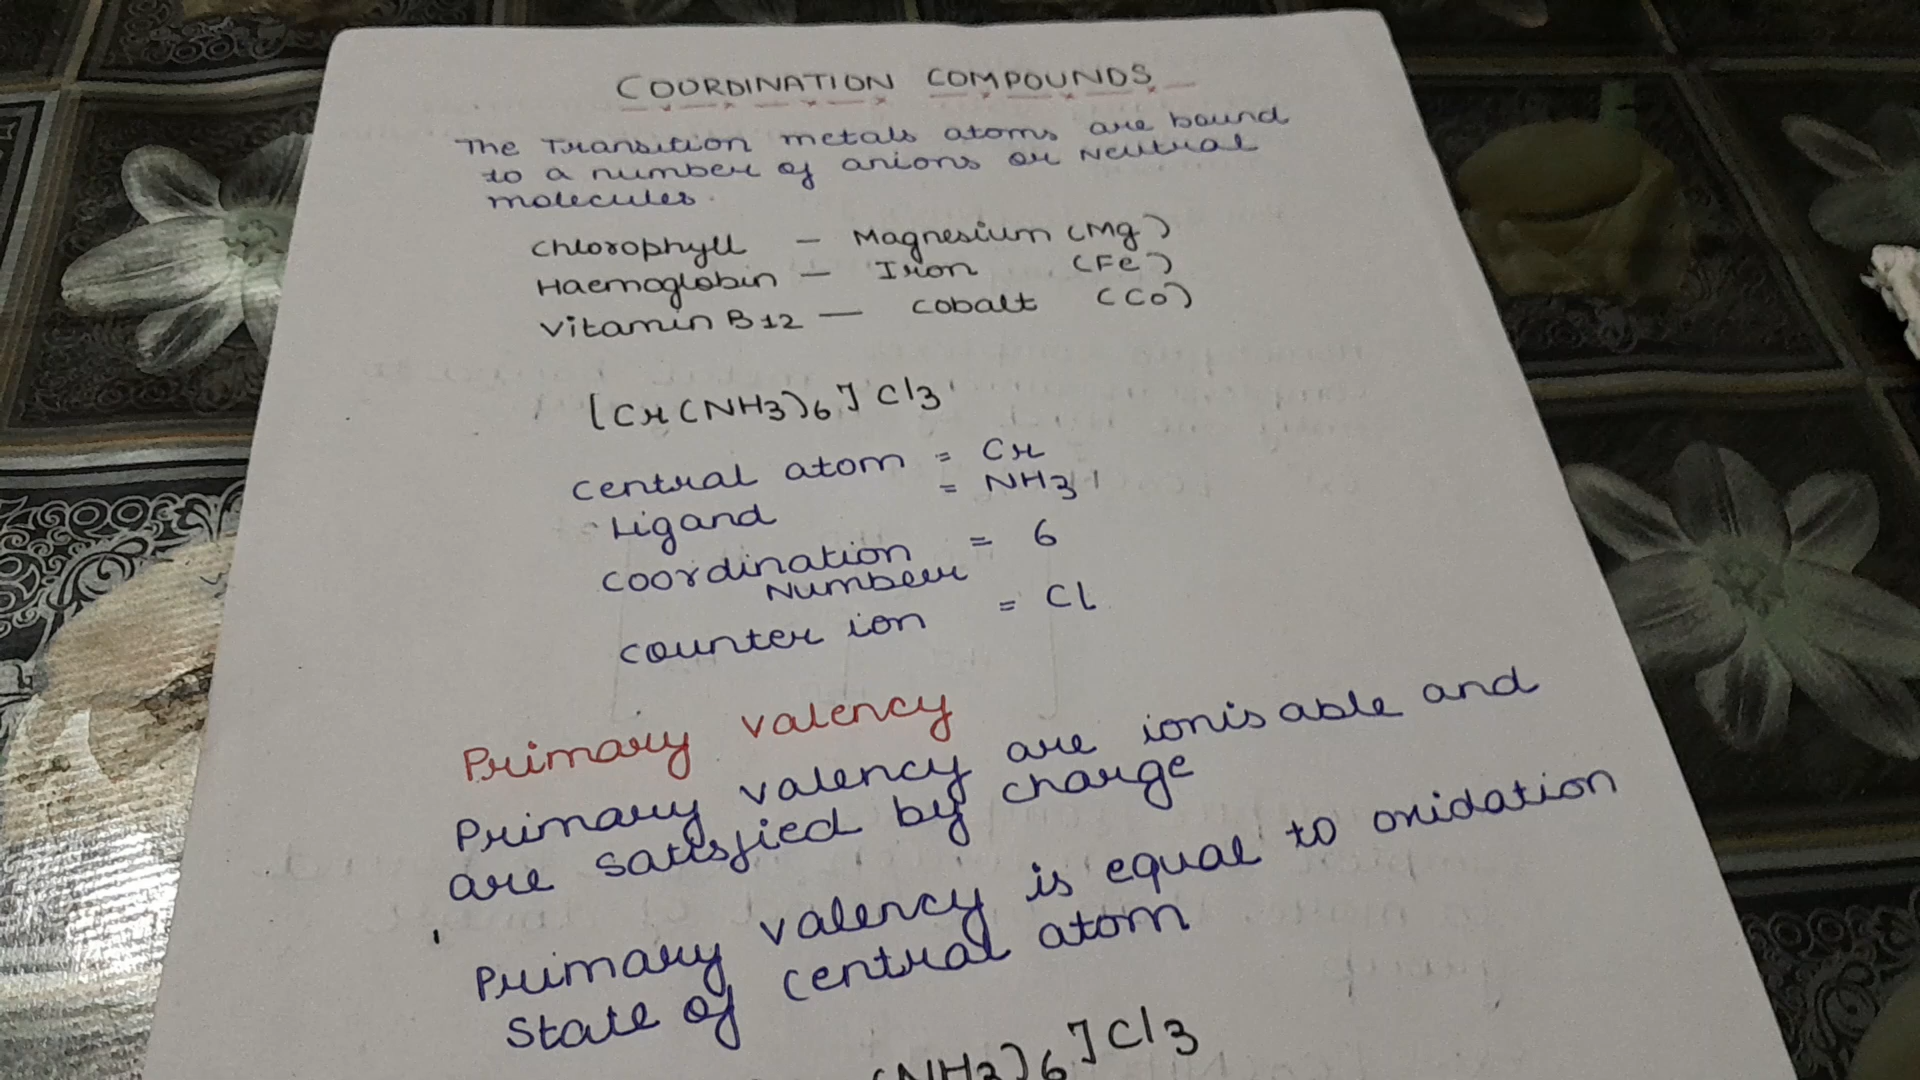 COORDINATION COMPOUNDS
The Transition metals atoms are bound
to a number of anions or Neutral
molecules.
Chlorophyll - Magnesium (Mg)
Haemoglobin - Iron (Fe)
Vitamin B12 - Cobalt (Co)
[Cr(NH3)6]Cl3
Central atom = Cr
Ligand = NH3
Coordination = 6
Number
counter ion = Cl
Primary valency
Primary valency are ionisable and
are satisfied by charge
Primary valency is equal to oxidation
State of central atom
(NH3)6]Cl3